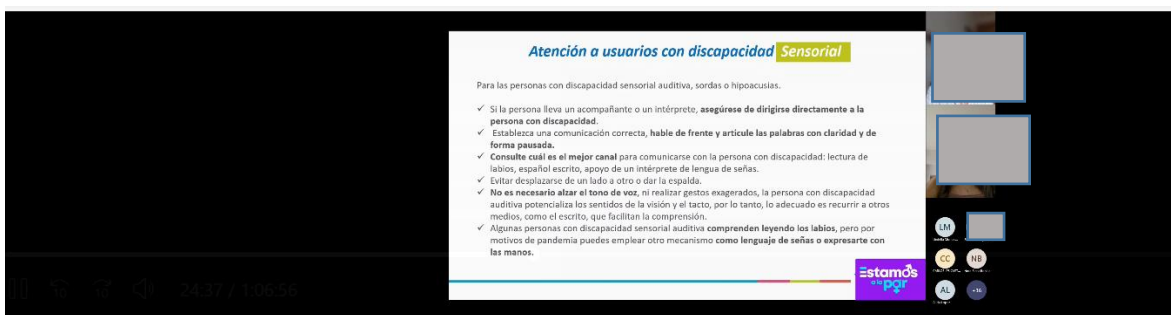 Atención a usuarios con discapacidad Sensorial
Para las personas con discapacidad sensorial auditiva, sordas o hipoacusias.
✓ Si la persona lleva un acompañante o un intérprete, asegúrese de dirigirse directamente a la
persona con discapacidad.
✓ Establezca una comunicación correcta, hable de frente y articule las palabras con claridad y de
forma pausada.
✓ Consulte cuál es el mejor canal para comunicarse con la persona con discapacidad: lectura de
labios, español escrito, apoyo de un intérprete de lengua de señas.
✓ Evitar desplazarse de un lado a otro o dar la espalda.
✓ No es necesario alzar el tono de voz, ni realizar gestos exagerados, la persona con discapacidad
auditiva potencializa los sentidos de la visión y el tacto, por lo tanto, lo adecuado es recurrir a otros
medios, como el escrito, que facilitan la comprensión.
✓ Algunas personas con discapacidad sensorial auditiva comprenden leyendo los labios, pero por
motivos de pandemia puedes emplear otro mecanismo como lenguaje de señas o expresarte con
las manos.
Estamos
a la par
LM
CC
NB
AL
+16
24:37 / 1:06:56